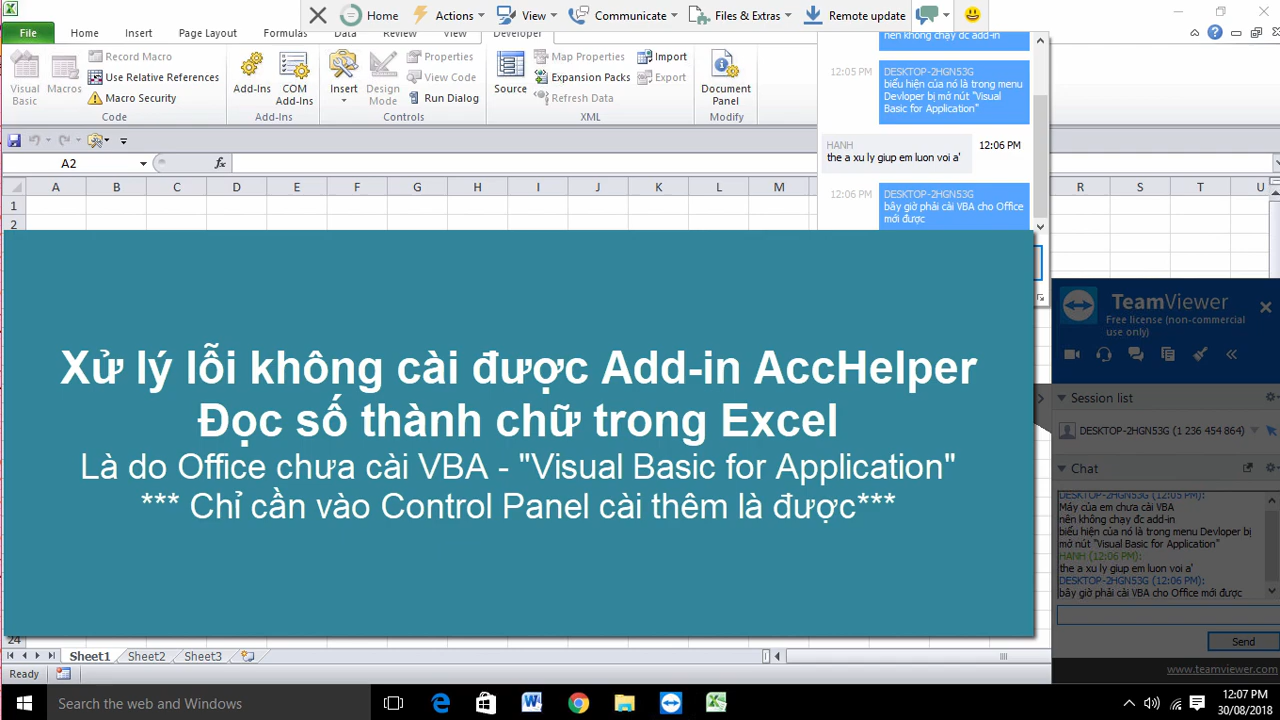 Home
Actions
View
Communicate
Files & Extras
Remote update
File
Home
Insert
Page Layout
Formulas
Data
Review
View
Developer
Visual Basic
Macros
Record Macro
Use Relative References
Macro Security
Code
Add-Ins
COM Add-Ins
Add-Ins
Insert
Design Mode
Properties
View Code
Run Dialog
Controls
Source
Map Properties
Expansion Packs
Refresh Data
Import
Export
XML
Document Panel
Modify
nên không chạy đc add-in
12:05 PM
DESKTOP-2HGN53G
biểu hiện của nó là trong menu
Devloper bị mờ nút "Visual
Basic for Application"
HANH
12:06 PM
the a xu ly giup em luon voi a'
12:06 PM
DESKTOP-2HGN53G
bây giờ phải cài VBA cho Office
mới được
A2
fx
A B C D E F G H I J K L M R S T U
1
2
Xử lý lỗi không cài được Add-in AccHelper
Đọc số thành chữ trong Excel
Là do Office chưa cài VBA - "Visual Basic for Application"
*** Chỉ cần vào Control Panel cài thêm là được***
TeamViewer
Free license (non-commercial
use only)
Session list
DESKTOP-2HGN53G (1 236 454 864)
Chat
DESKTOP-2HGN53G (12:05 PM):
Máy của em chưa cài VBA
nên không chạy đc add-in
biểu hiện của nó là trong menu Devloper bị
mờ nút "Visual Basic for Application"
HANH (12:06 PM):
the a xu ly giup em luon voi a'
DESKTOP-2HGN53G (12:06 PM):
bây giờ phải cài VBA cho Office mới được
Send
www.teamviewer.com
24
Sheet1
Sheet2
Sheet3
Ready
Search the web and Windows
12:07 PM
30/08/2018